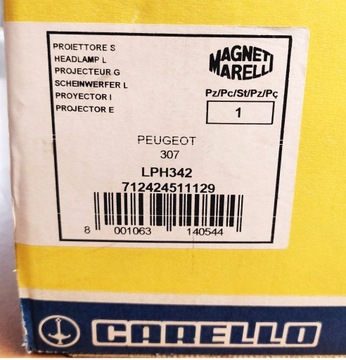 PROIETTORE S
HEADLAMP L
PROJECTEUR G
SCHEINWERFER L
PROYECTOR I
PROJECTOR E
MAGNETI
MARELLI
Pz/Pc/St/Pz/Pç
1
PEUGEOT
307
LPH342
712424511129
8 001063 140544
CARELLO